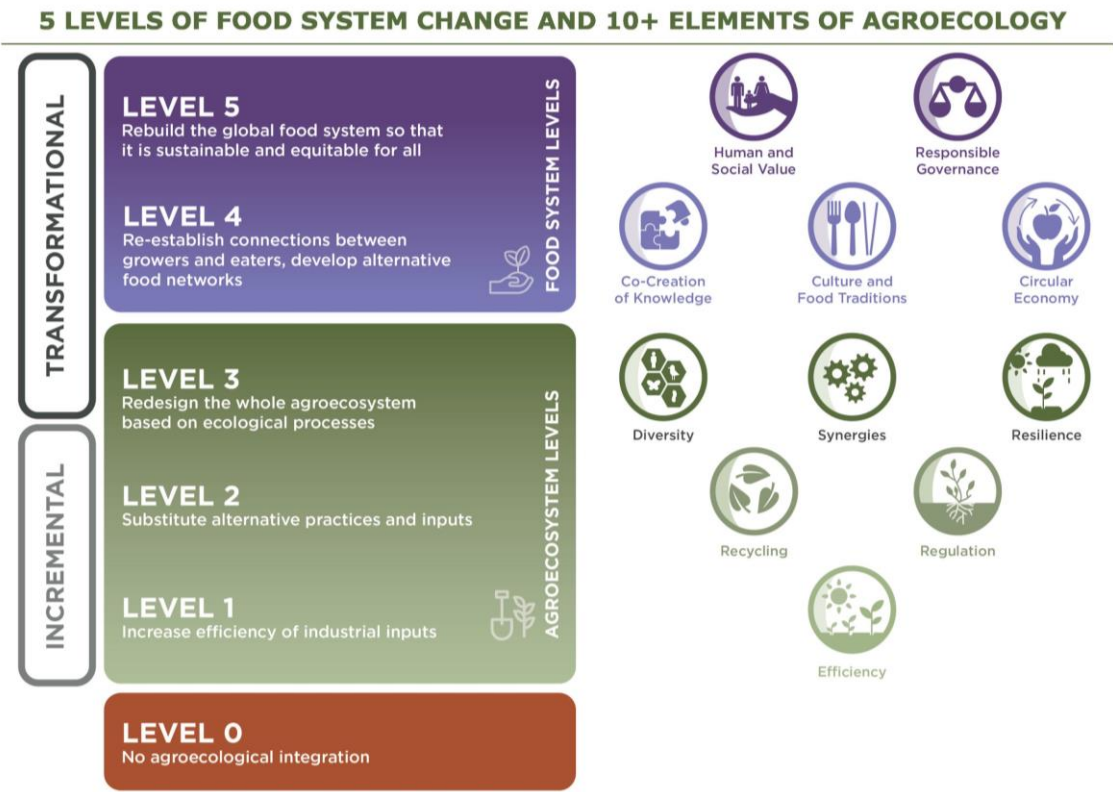 5 LEVELS OF FOOD SYSTEM CHANGE AND 10+ ELEMENTS OF AGROECOLOGY
TRANSFORMATIONAL
INCREMENTAL
LEVEL 5
Rebuild the global food system so that
it is sustainable and equitable for all
LEVEL 4
Re-establish connections between
growers and eaters, develop alternative
food networks
FOOD SYSTEM LEVELS
LEVEL 3
Redesign the whole agroecosystem
based on ecological processes
LEVEL 2
Substitute alternative practices and inputs
LEVEL 1
Increase efficiency of industrial inputs
AGROECOSYSTEM LEVELS
LEVEL 0
No agroecological integration
Human and
Social Value
Responsible
Governance
Co-Creation
of Knowledge
Culture and
Food Traditions
Circular
Economy
Diversity
Synergies
Resilience
Recycling
Regulation
Efficiency